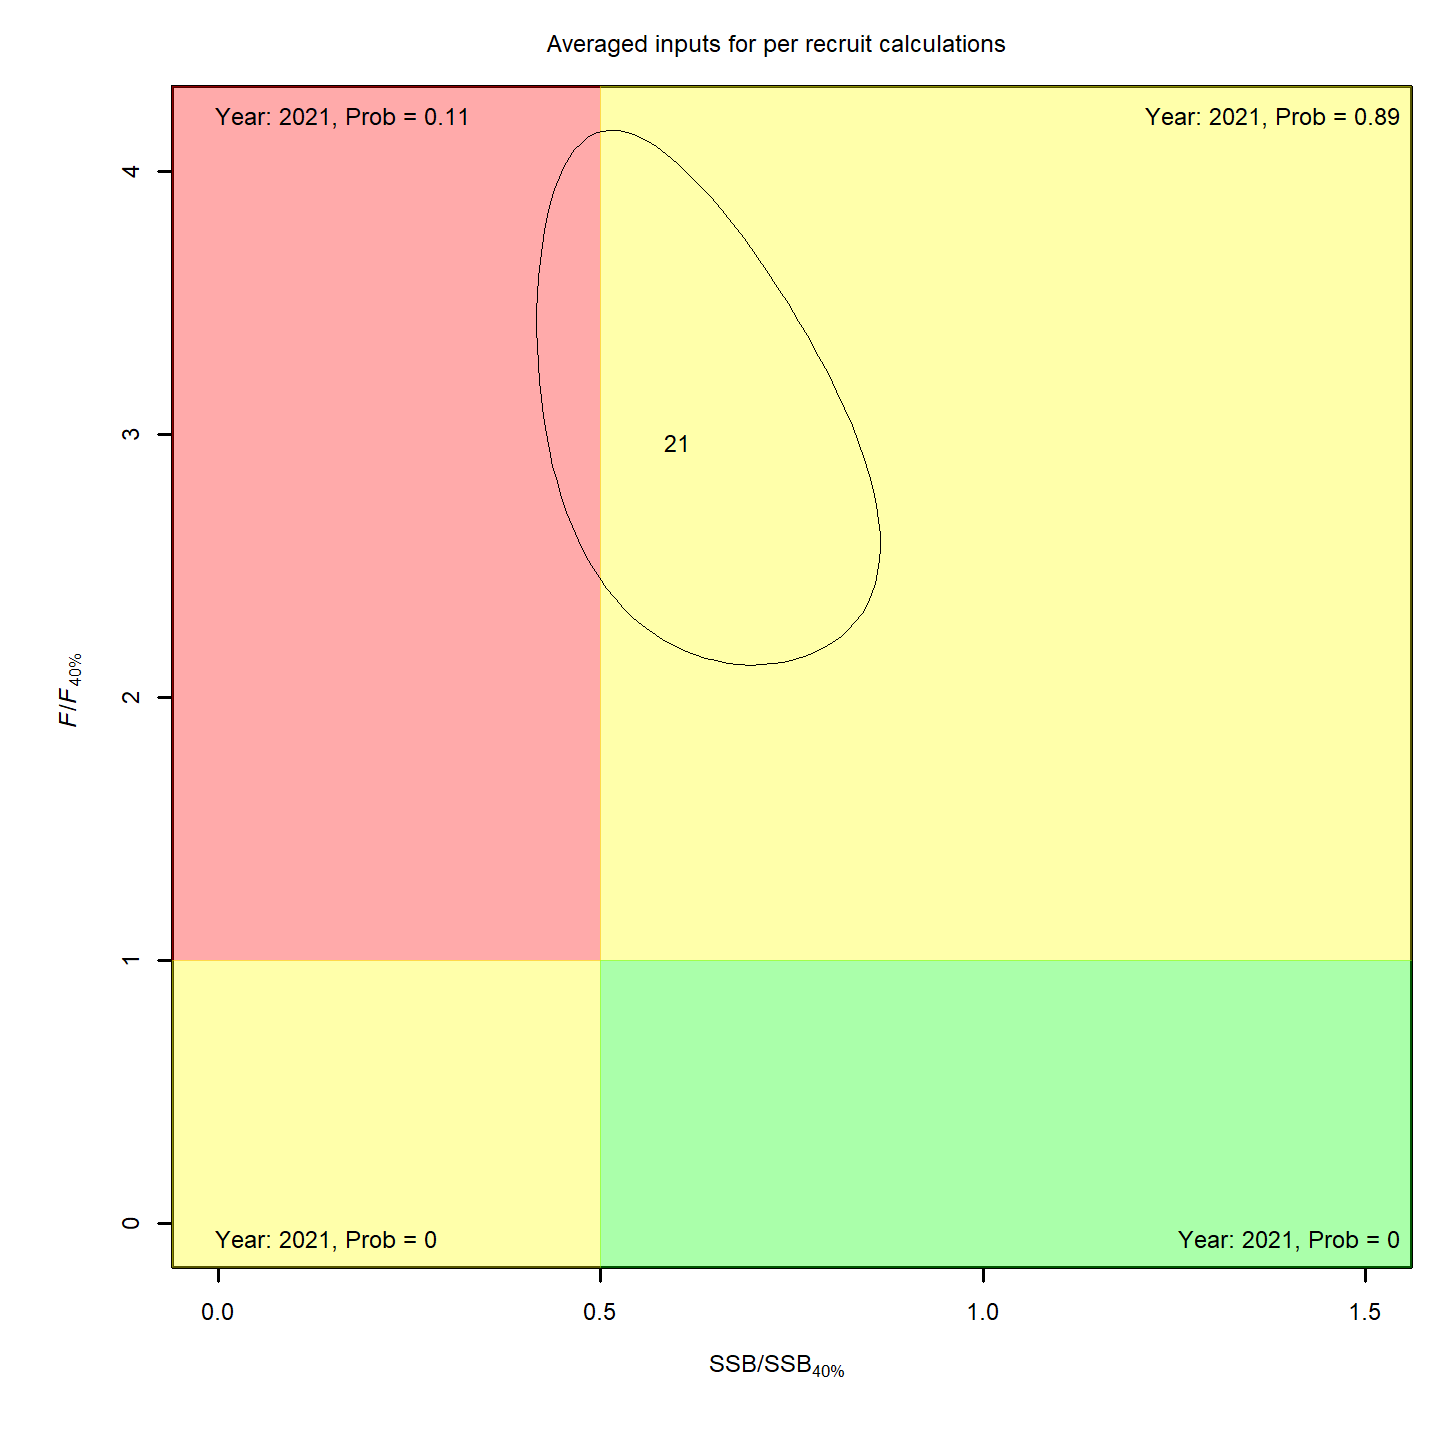 Averaged inputs for per recruit calculations
Year: 2021, Prob = 0.11
Year: 2021, Prob = 0.89
4
3
21
2
1
0
F/F40%
Year: 2021, Prob = 0
Year: 2021, Prob = 0
0.0 0.5 1.0 1.5
SSB/SSB40%